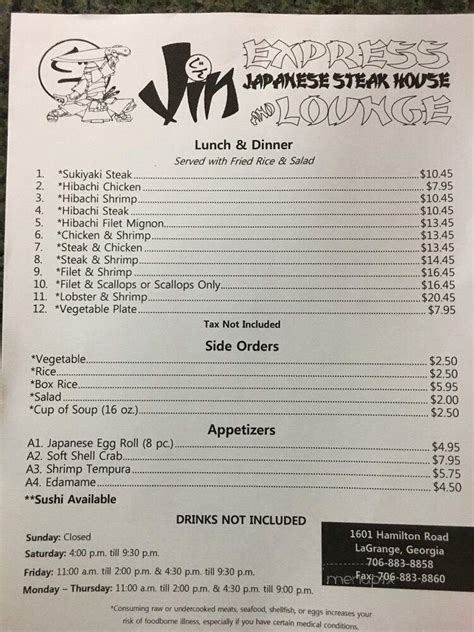 Jin
EXPRESS
JAPANESE STEAK HOUSE
AND LOUNGE
Lunch & Dinner
Served with Fried Rice & Salad
1. *Sukiyaki Steak $10.45
2. *Hibachi Chicken $7.95
3. *Hibachi Shrimp $10.45
4. *Hibachi Steak $10.45
5. *Hibachi Filet Mignon $13.45
6. *Chicken & Shrimp $13.45
7. *Steak & Chicken $13.45
8. *Steak & Shrimp $14.45
9. *Filet & Shrimp $16.45
10. *Filet & Scallops or Scallops Only $16.45
11. *Lobster & Shrimp $20.45
12. *Vegetable Plate $7.95
Tax Not Included
Side Orders
*Vegetable $2.50
*Rice $2.50
*Box Rice $5.95
*Salad $2.00
*Cup of Soup (16 oz.) $2.50
Appetizers
A1. Japanese Egg Roll (8 pc.) $4.95
A2. Soft Shell Crab $7.95
A3. Shrimp Tempura $5.75
A4. Edamame $4.50
**Sushi Available
DRINKS NOT INCLUDED
Sunday: Closed
Saturday: 4:00 p.m. till 9:30 p.m.
Friday: 11:00 a.m. till 2:00 p.m. & 4:00 p.m. till 9:30 p.m.
Monday – Thursday: 11:00 a.m. till 2:00 p.m. & 4:30 p.m. till 9:00 p.m.
1601 Hamilton Road
LaGrange, Georgia
706-883-8858
Fax 706-883-8860
menupix
*Consuming raw or undercooked meats, seafood, shellfish, or eggs increases your
risk of foodborne illness, especially if you have certain medical conditions.